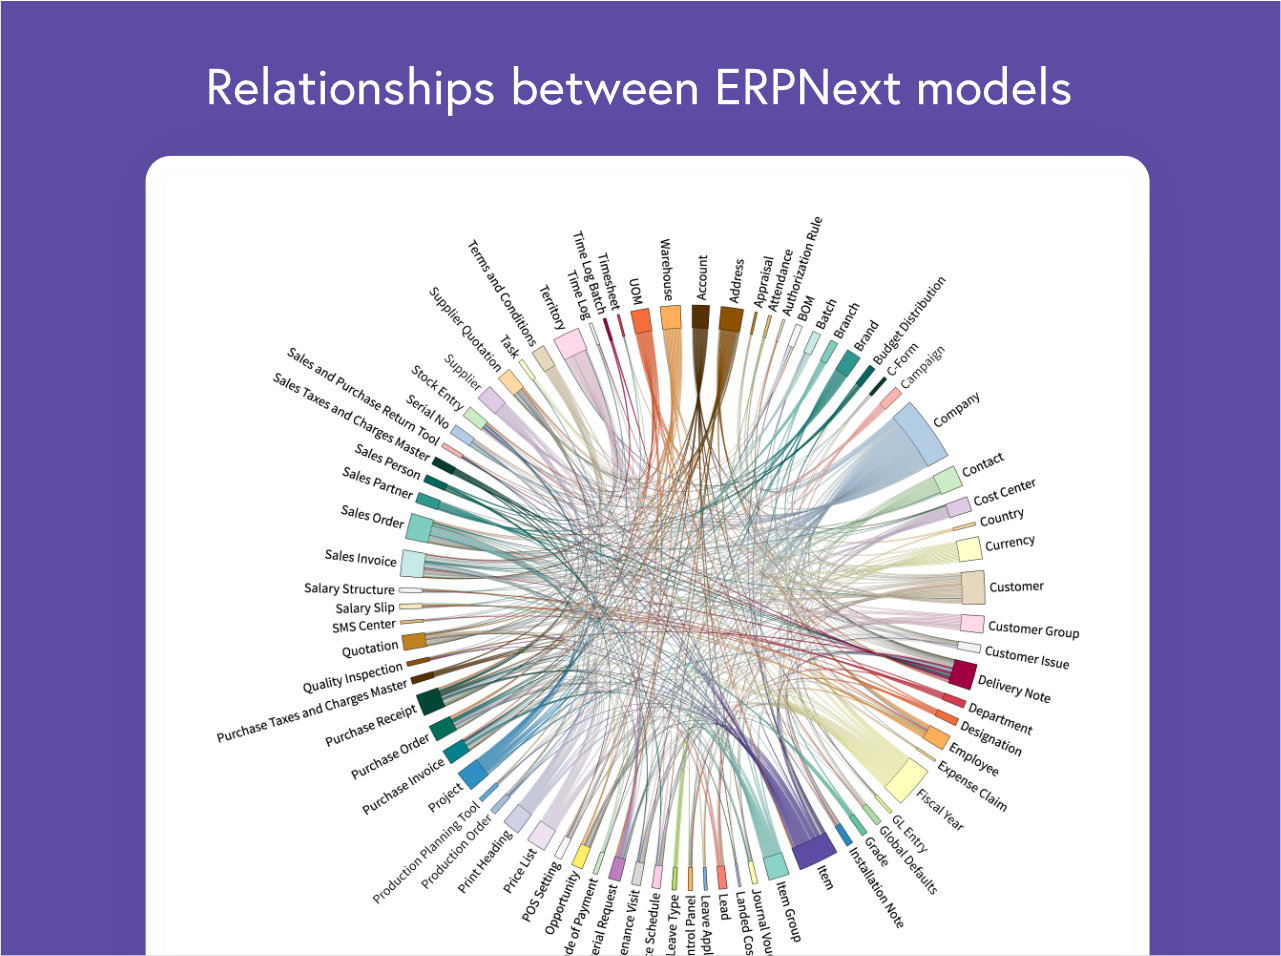 Relationships between ERPNext models
Account
Address
Appraisal
Attendance
Authorization Rule
BOM
Batch
Branch
Brand
Budget Distribution
C-Form
Campaign
Company
Contact
Cost Center
Country
Currency
Customer
Customer Group
Customer Issue
Delivery Note
Department
Designation
Employee
Expense Claim
Fiscal Year
GL Entry
Global Defaults
Grade
Installation Note
Item
Item Group
Journal Vou
Landed Cos
Lead
Leave Appl
ntrol Panel
Leave Type
e Schedule
enance Visit
erial Request
de of Payment
Opportunity
POS Setting
Price List
Print Heading
Production Order
Production Planning Tool
Project
Purchase Invoice
Purchase Order
Purchase Receipt
Purchase Taxes and Charges Master
Quality Inspection
Quotation
SMS Center
Salary Slip
Salary Structure
Sales Invoice
Sales Order
Sales Partner
Sales Person
Sales Taxes and Charges Master
Sales and Purchase Return Tool
Serial No
Stock Entry
Supplier
Supplier Quotation
Task
Terms and Conditions
Territory
Time Log
Time Log Batch
Timesheet
UOM
Warehouse